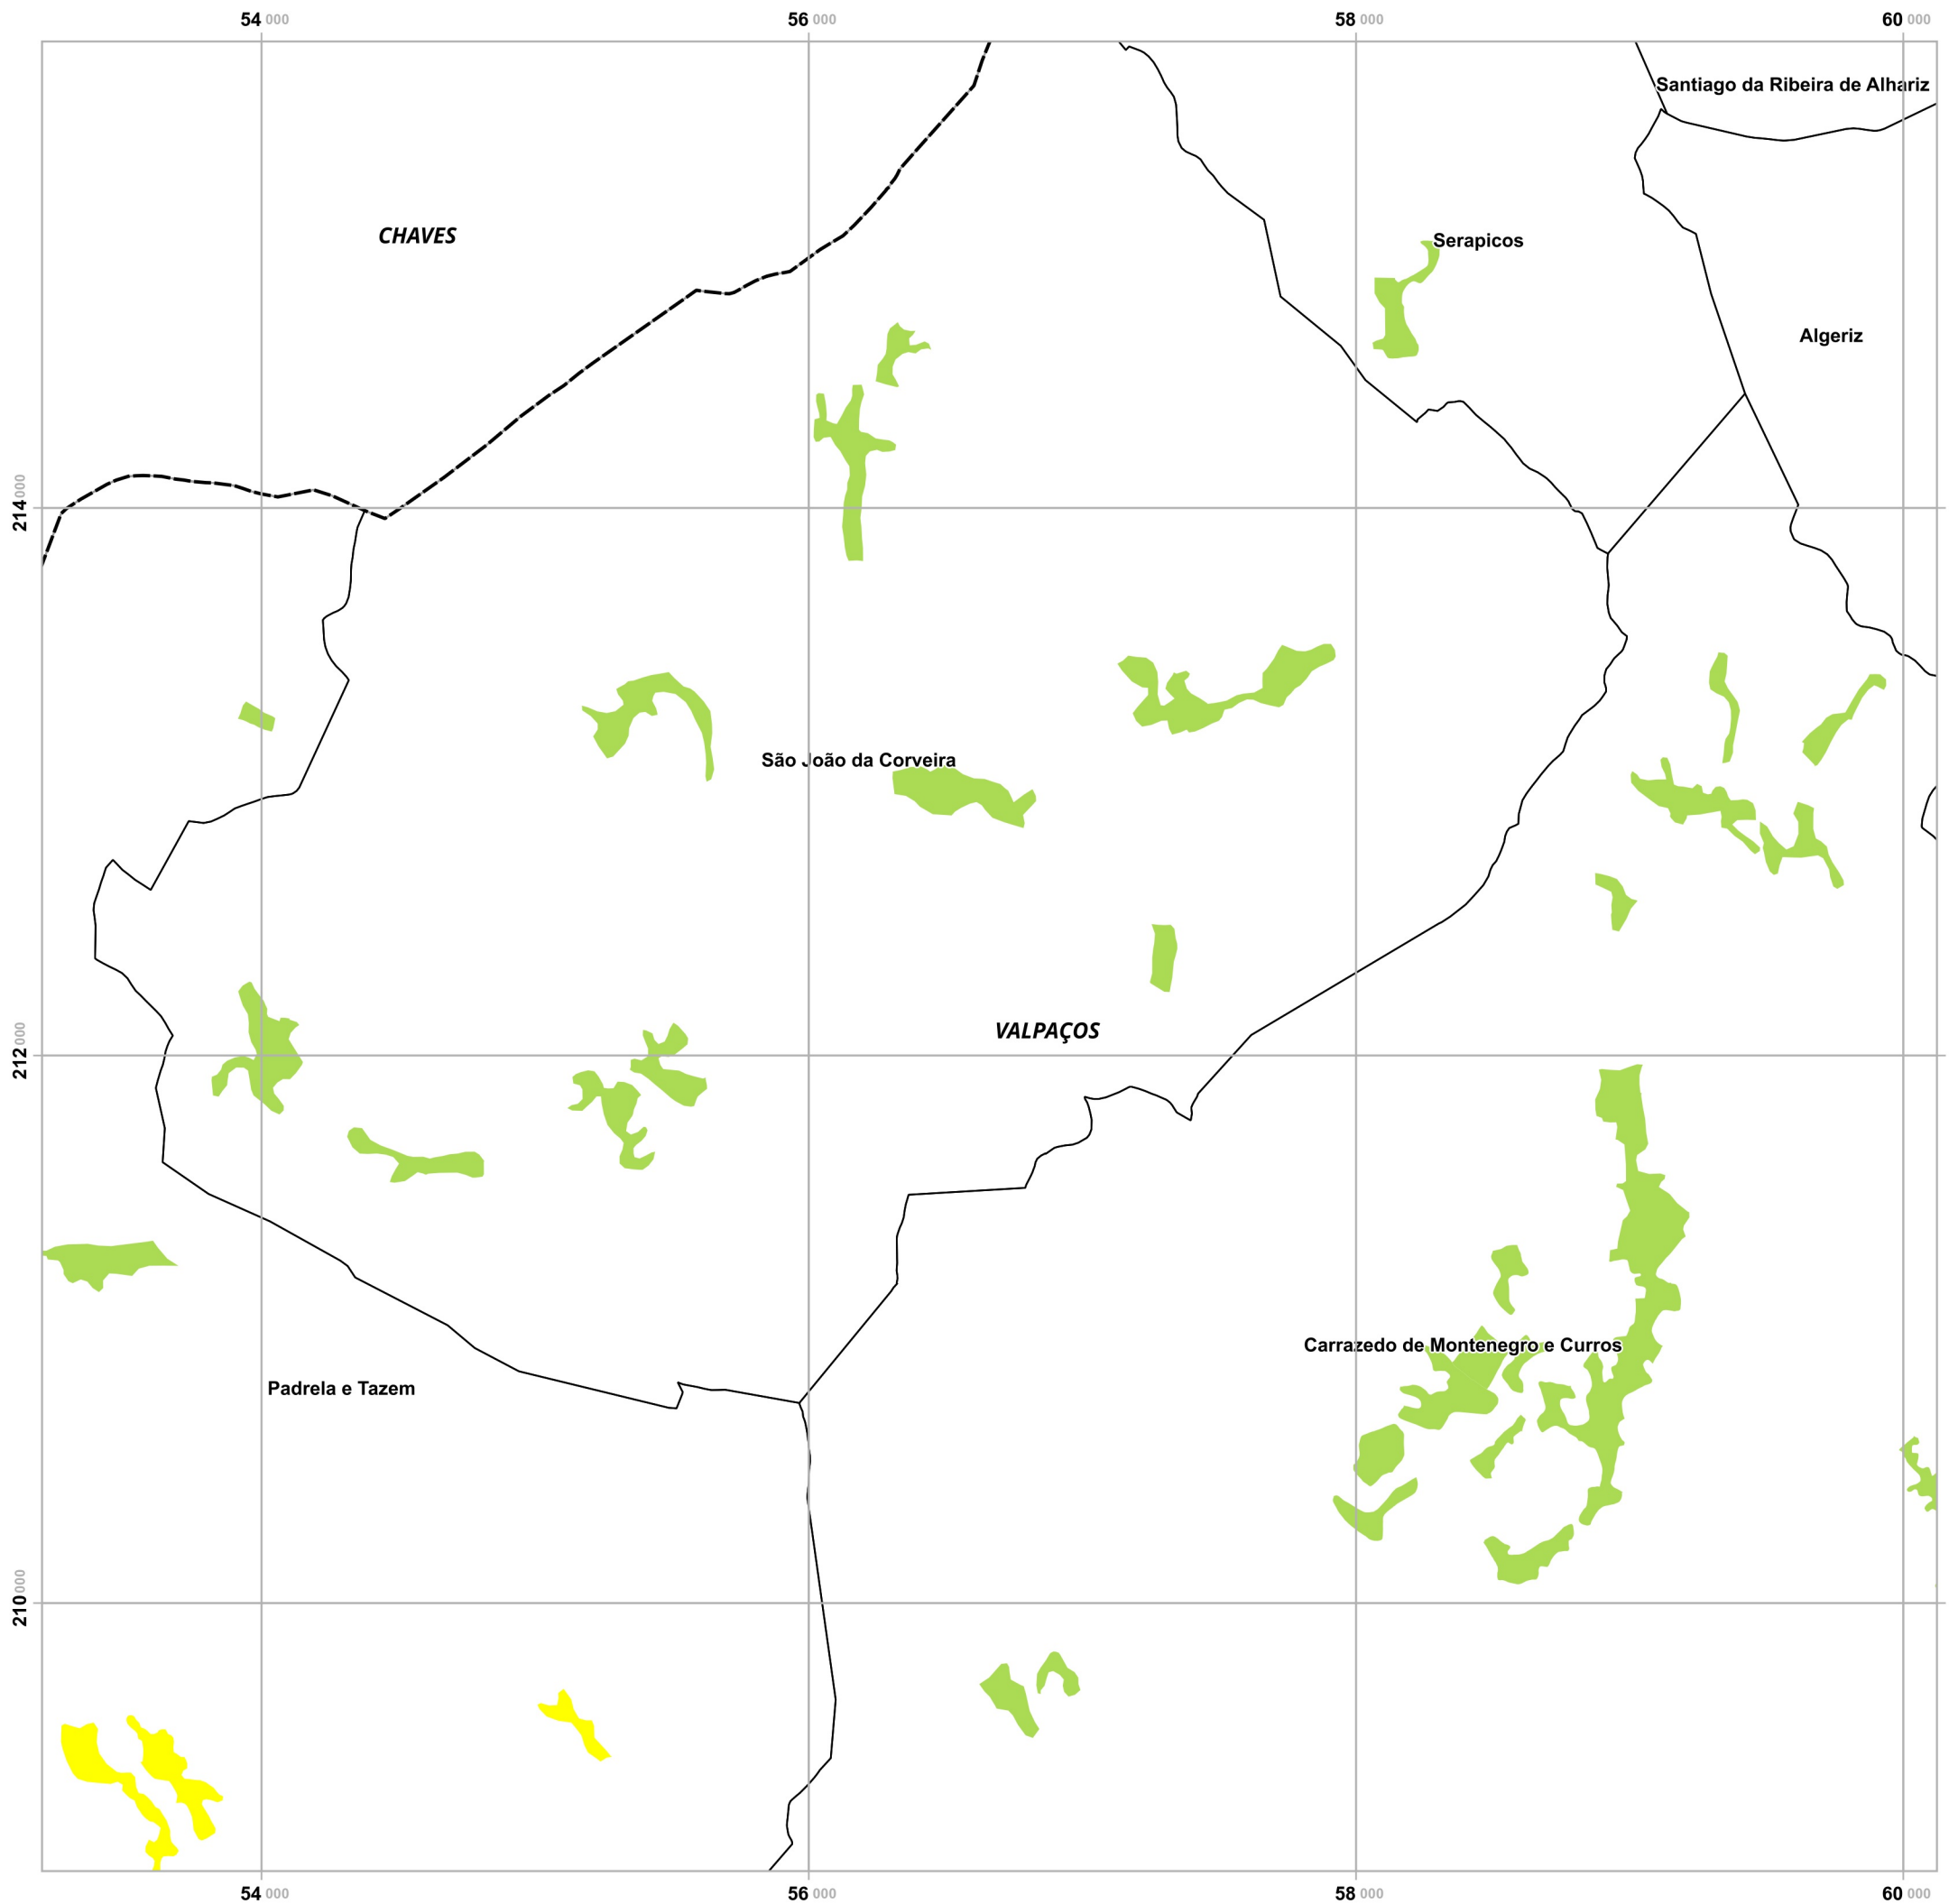 54 000
56 000
58 000
60 000
Santiago da Ribeira de Alhariz
CHAVES
Serapicos
Algeriz
214 000
São João da Corveira
VALPAÇOS
212 000
Carrazedo de Montenegro e Curros
Padrela e Tazem
210 000
54 000
56 000
58 000
60 000